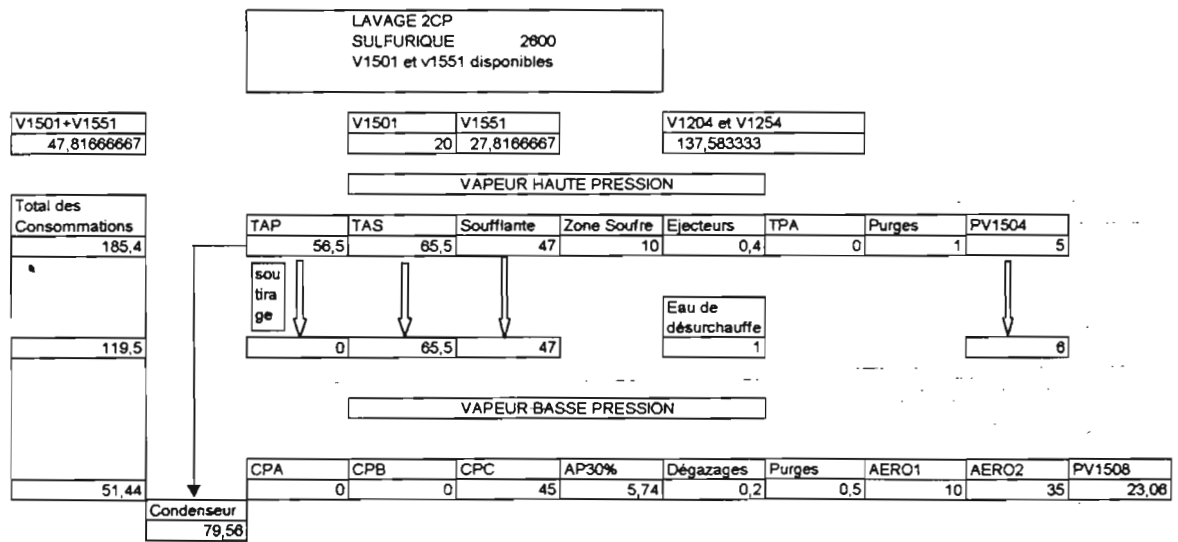 LAVAGE 2CP
SULFURIQUE 2600
V1501 et v1551 disponibles
V1501+V1551 V1501 V1551 V1204 et V1254
47,81666667 20 27,8166667 137,583333
VAPEUR HAUTE PRESSION
Total des
Consommations TAP TAS Soufflante Zone Soufre Ejecteurs TPA Purges PV1504
185,4 56,5 65,5 47 10 0,4 0 1 5
sou
tira
ge
Eau de
désurchauffe
119,5 0 65,5 47 1 6
VAPEUR BASSE PRESSION
CPA CPB CPC AP30% Dégazages Purges AERO1 AERO2 PV1508
51,44 0 0 45 5,74 0,2 0,5 10 35 23,06
Condenseur
79,56